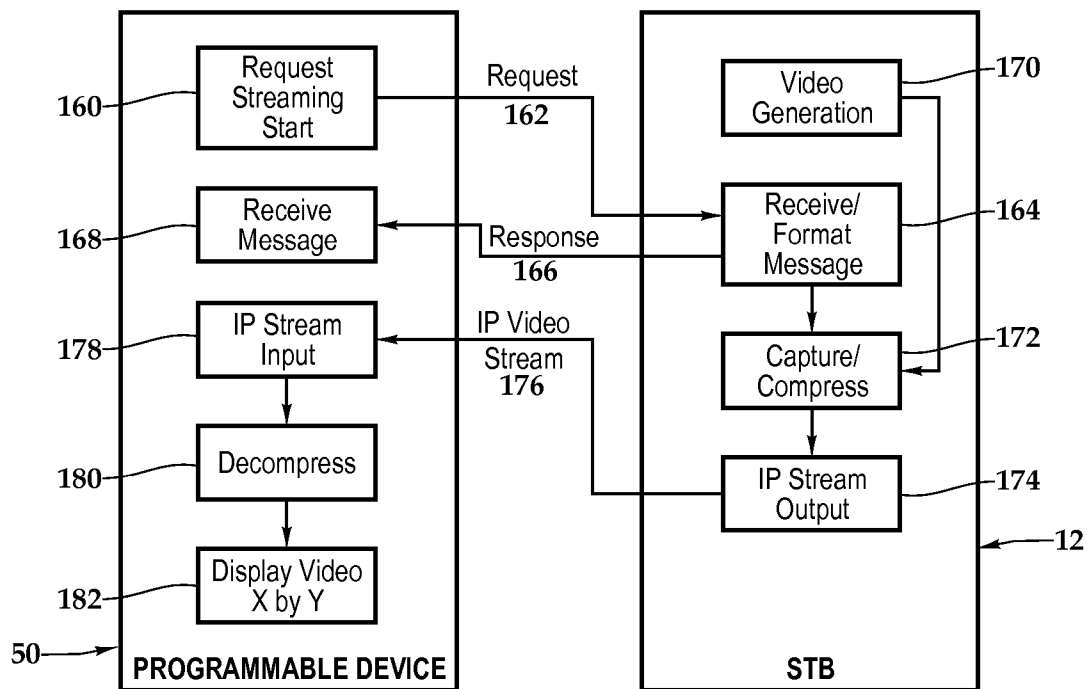 160
Request
Streaming
Start
Request
162
Video
Generation
170
168
Receive
Message
Response
166
Receive/
Format
Message
164
178
IP Stream
Input
IP Video
Stream
176
Capture/
Compress
172
180
Decompress
IP Stream
Output
174
182
Display Video
X by Y
12
50
PROGRAMMABLE DEVICE
STB